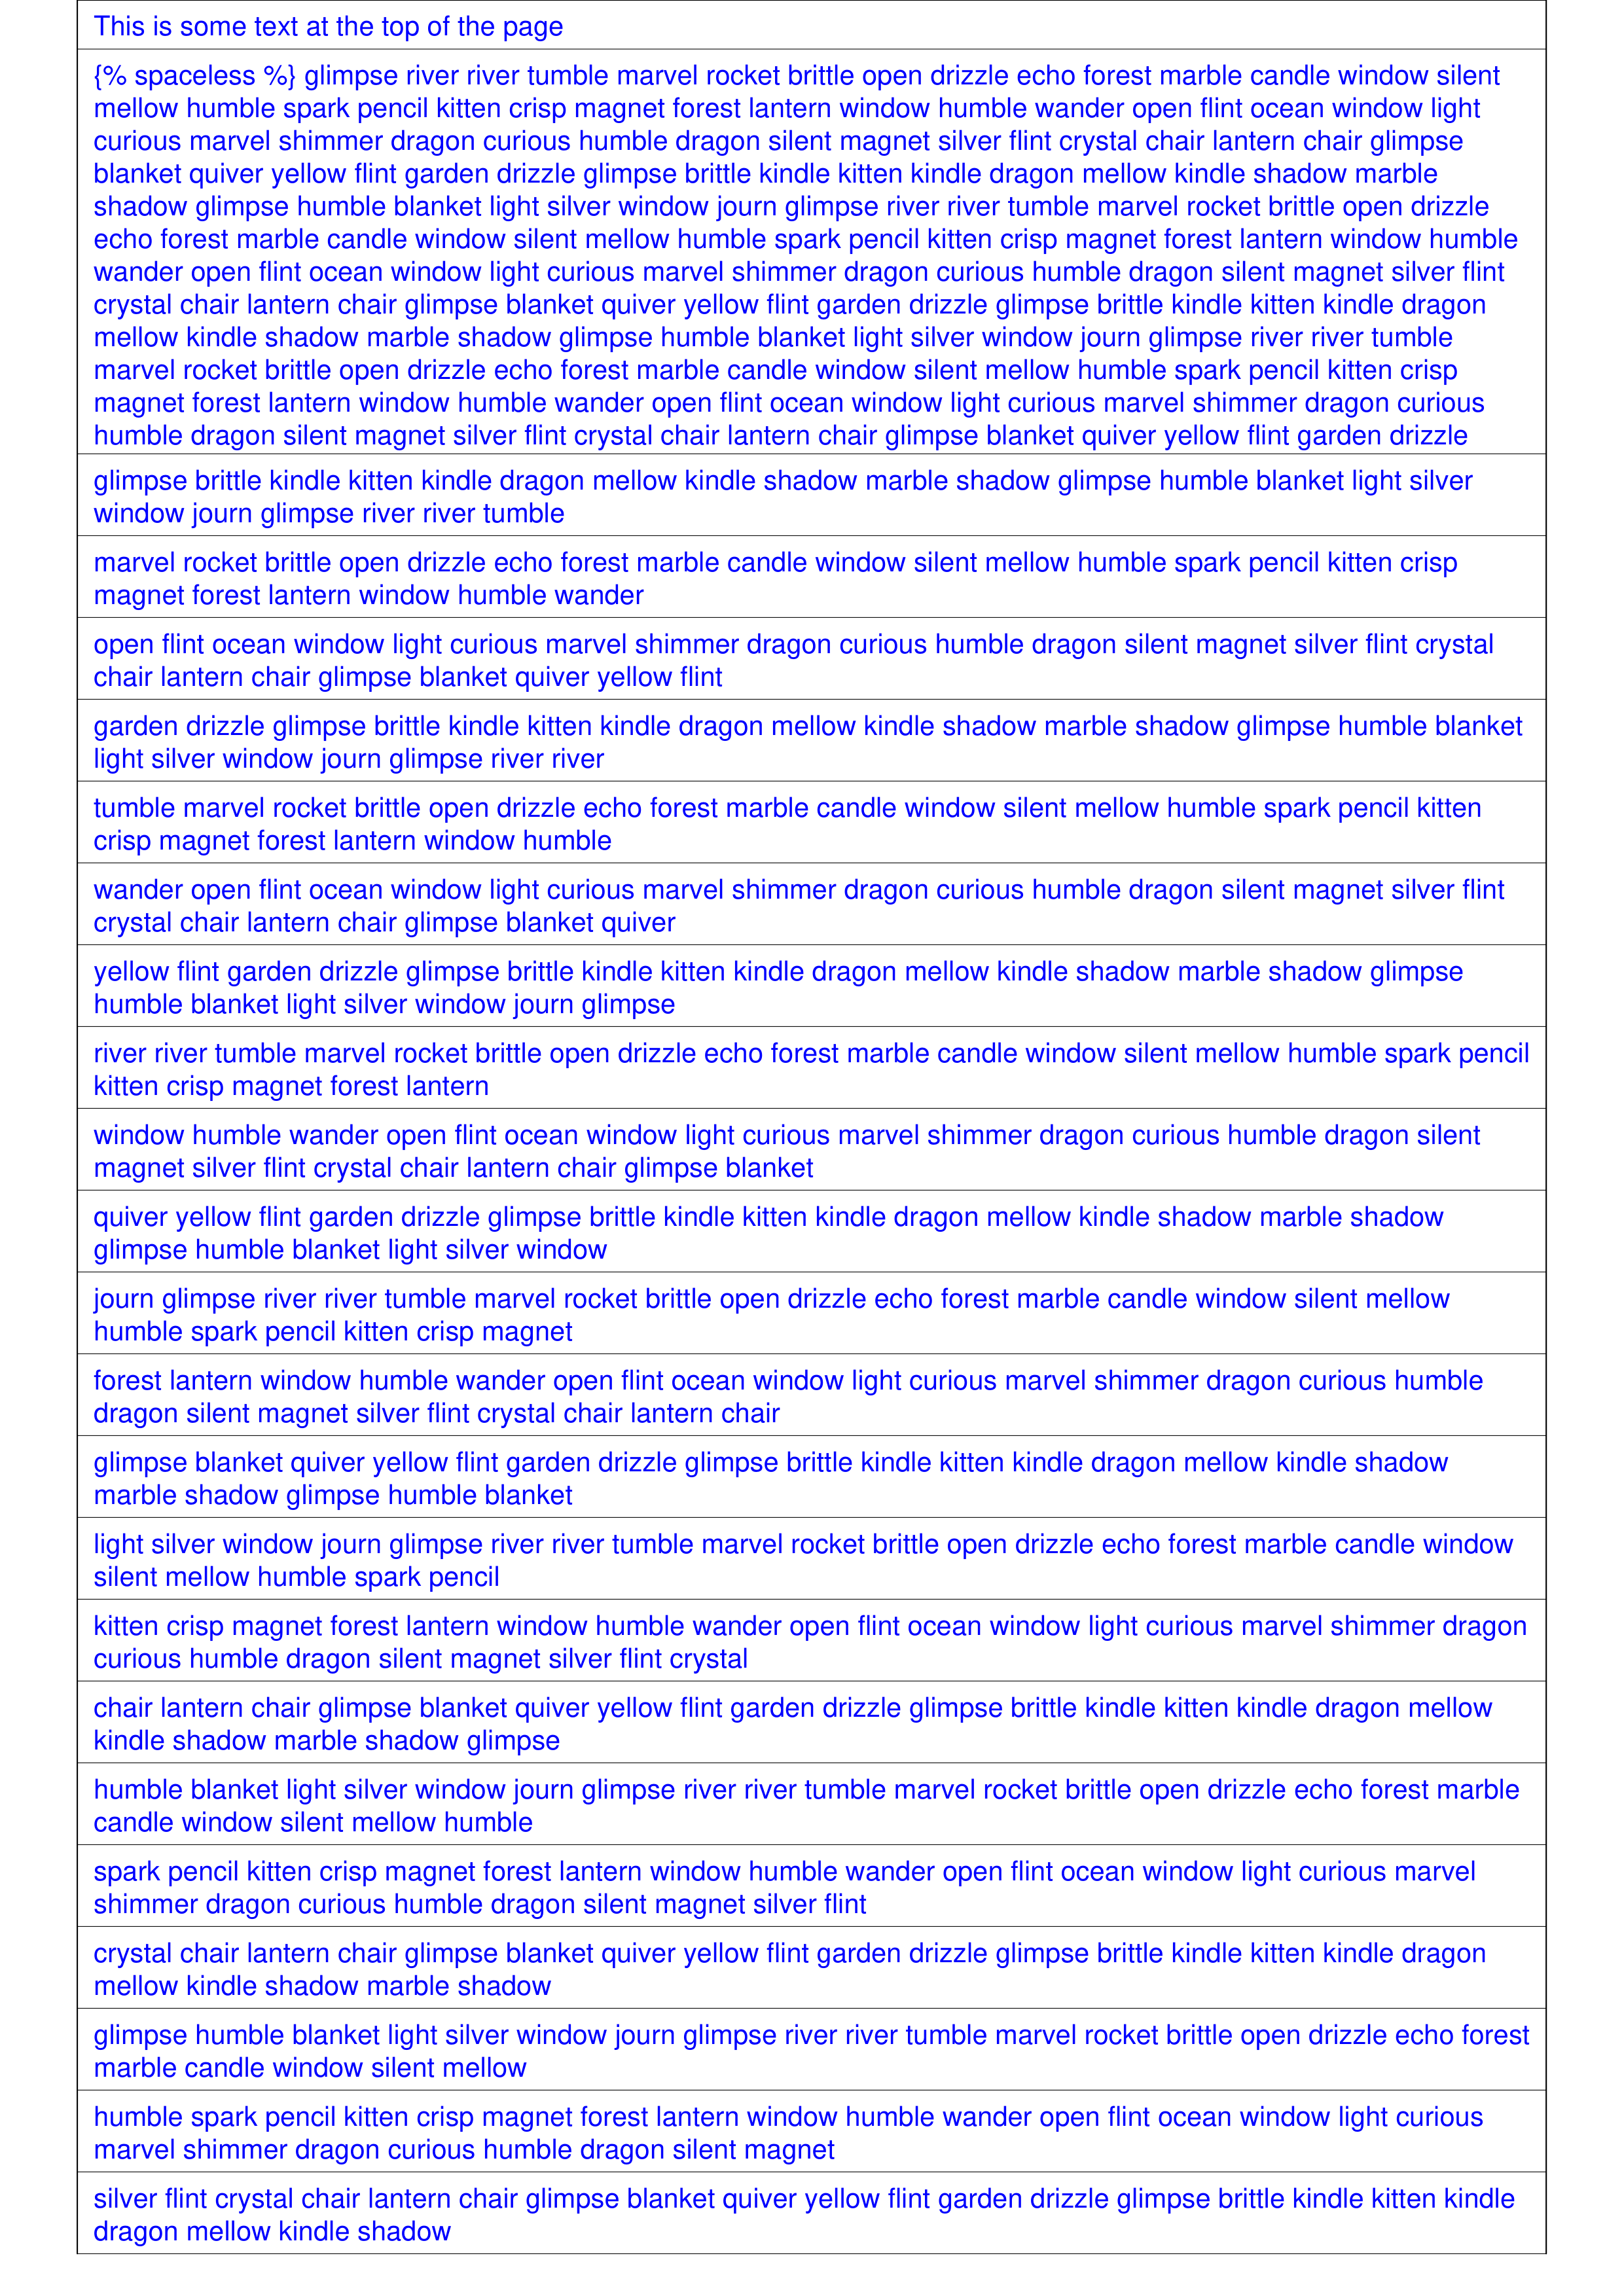 This is some text at the top of the page
{% spaceless %} glimpse river river tumble marvel rocket brittle open drizzle echo forest marble candle window silent
mellow humble spark pencil kitten crisp magnet forest lantern window humble wander open flint ocean window light
curious marvel shimmer dragon curious humble dragon silent magnet silver flint crystal chair lantern chair glimpse
blanket quiver yellow flint garden drizzle glimpse brittle kindle kitten kindle dragon mellow kindle shadow marble
shadow glimpse humble blanket light silver window journ glimpse river river tumble marvel rocket brittle open drizzle
echo forest marble candle window silent mellow humble spark pencil kitten crisp magnet forest lantern window humble
wander open flint ocean window light curious marvel shimmer dragon curious humble dragon silent magnet silver flint
crystal chair lantern chair glimpse blanket quiver yellow flint garden drizzle glimpse brittle kindle kitten kindle dragon
mellow kindle shadow marble shadow glimpse humble blanket light silver window journ glimpse river river tumble
marvel rocket brittle open drizzle echo forest marble candle window silent mellow humble spark pencil kitten crisp
magnet forest lantern window humble wander open flint ocean window light curious marvel shimmer dragon curious
humble dragon silent magnet silver flint crystal chair lantern chair glimpse blanket quiver yellow flint garden drizzle
glimpse brittle kindle kitten kindle dragon mellow kindle shadow marble shadow glimpse humble blanket light silver
window journ glimpse river river tumble
marvel rocket brittle open drizzle echo forest marble candle window silent mellow humble spark pencil kitten crisp
magnet forest lantern window humble wander
open flint ocean window light curious marvel shimmer dragon curious humble dragon silent magnet silver flint crystal
chair lantern chair glimpse blanket quiver yellow flint
garden drizzle glimpse brittle kindle kitten kindle dragon mellow kindle shadow marble shadow glimpse humble blanket
light silver window journ glimpse river river
tumble marvel rocket brittle open drizzle echo forest marble candle window silent mellow humble spark pencil kitten
crisp magnet forest lantern window humble
wander open flint ocean window light curious marvel shimmer dragon curious humble dragon silent magnet silver flint
crystal chair lantern chair glimpse blanket quiver
yellow flint garden drizzle glimpse brittle kindle kitten kindle dragon mellow kindle shadow marble shadow glimpse
humble blanket light silver window journ glimpse
river river tumble marvel rocket brittle open drizzle echo forest marble candle window silent mellow humble spark pencil
kitten crisp magnet forest lantern
window humble wander open flint ocean window light curious marvel shimmer dragon curious humble dragon silent
magnet silver flint crystal chair lantern chair glimpse blanket
quiver yellow flint garden drizzle glimpse brittle kindle kitten kindle dragon mellow kindle shadow marble shadow
glimpse humble blanket light silver window
journ glimpse river river tumble marvel rocket brittle open drizzle echo forest marble candle window silent mellow
humble spark pencil kitten crisp magnet
forest lantern window humble wander open flint ocean window light curious marvel shimmer dragon curious humble
dragon silent magnet silver flint crystal chair lantern chair
glimpse blanket quiver yellow flint garden drizzle glimpse brittle kindle kitten kindle dragon mellow kindle shadow
marble shadow glimpse humble blanket
light silver window journ glimpse river river tumble marvel rocket brittle open drizzle echo forest marble candle window
silent mellow humble spark pencil
kitten crisp magnet forest lantern window humble wander open flint ocean window light curious marvel shimmer dragon
curious humble dragon silent magnet silver flint crystal
chair lantern chair glimpse blanket quiver yellow flint garden drizzle glimpse brittle kindle kitten kindle dragon mellow
kindle shadow marble shadow glimpse
humble blanket light silver window journ glimpse river river tumble marvel rocket brittle open drizzle echo forest marble
candle window silent mellow humble
spark pencil kitten crisp magnet forest lantern window humble wander open flint ocean window light curious marvel
shimmer dragon curious humble dragon silent magnet silver flint
crystal chair lantern chair glimpse blanket quiver yellow flint garden drizzle glimpse brittle kindle kitten kindle dragon
mellow kindle shadow marble shadow
glimpse humble blanket light silver window journ glimpse river river tumble marvel rocket brittle open drizzle echo forest
marble candle window silent mellow
humble spark pencil kitten crisp magnet forest lantern window humble wander open flint ocean window light curious
marvel shimmer dragon curious humble dragon silent magnet
silver flint crystal chair lantern chair glimpse blanket quiver yellow flint garden drizzle glimpse brittle kindle kitten kindle
dragon mellow kindle shadow